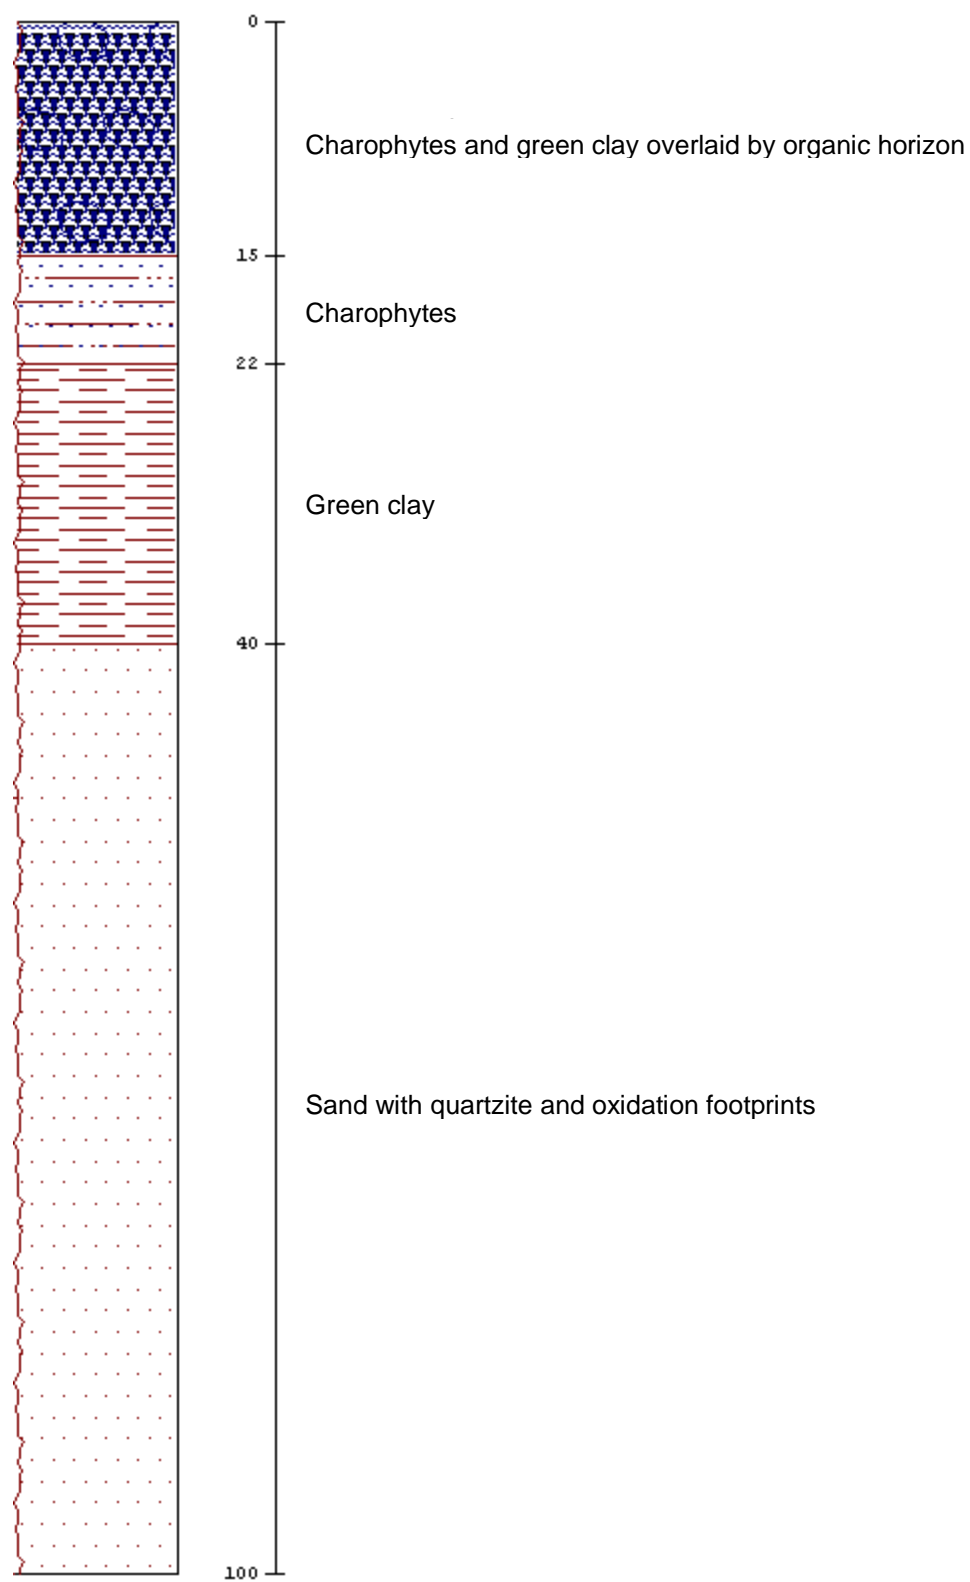 0
Charophytes and green clay overlaid by organic horizon
15
Charophytes
22
Green clay
40
Sand with quartzite and oxidation footprints
100